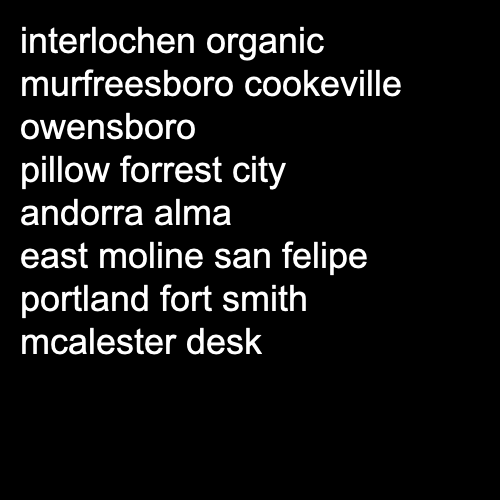 interlochen organic
murfreesboro cookeville
owensboro
pillow forrest city
andorra alma
east moline san felipe
portland fort smith
mcalester desk